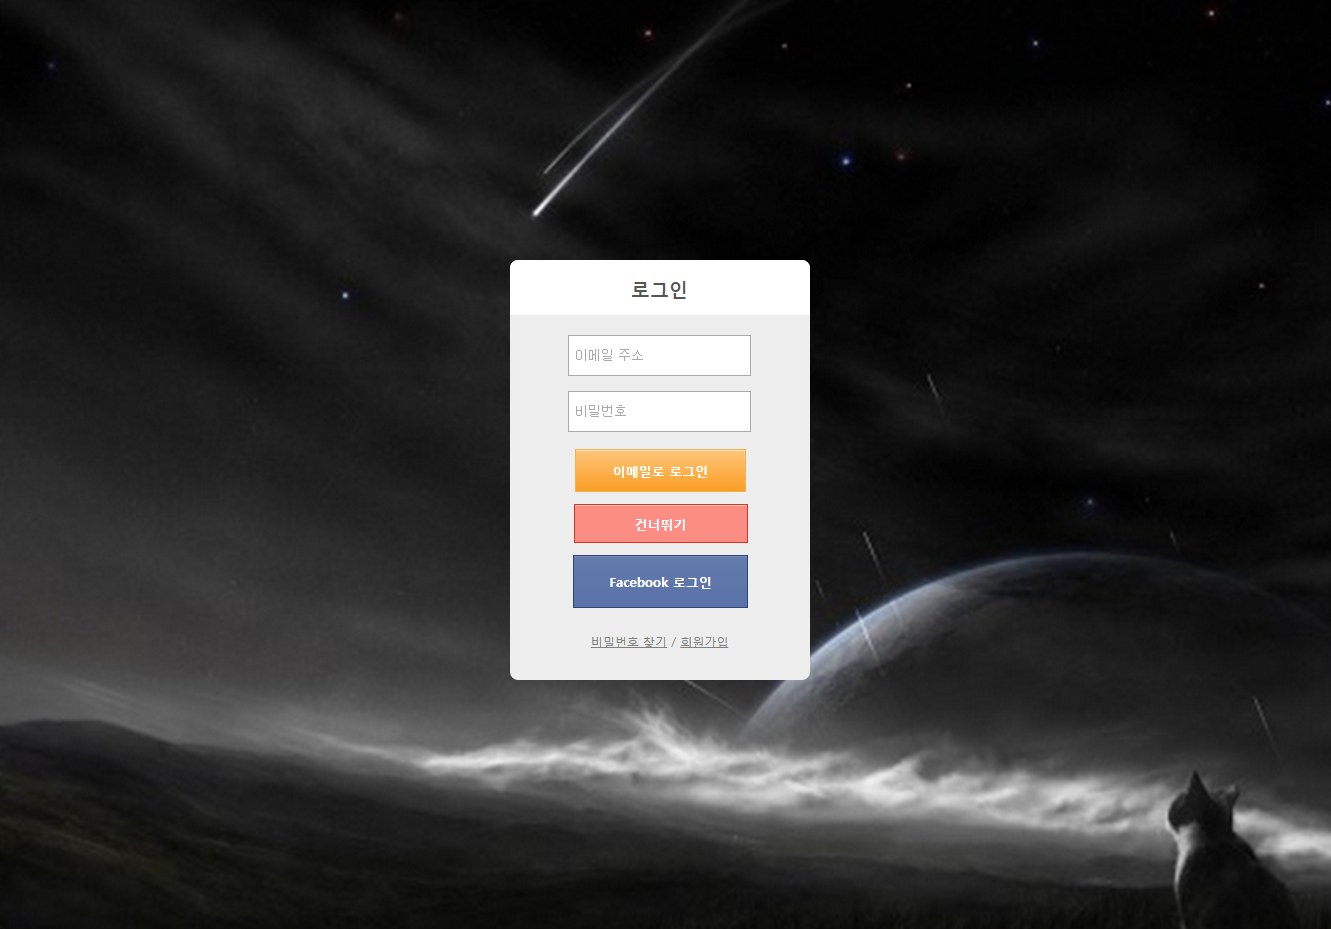 로그인
이메일 주소
비밀번호
이메일로 로그인
건너뛰기
Facebook 로그인
비밀번호 찾기 / 회원가입